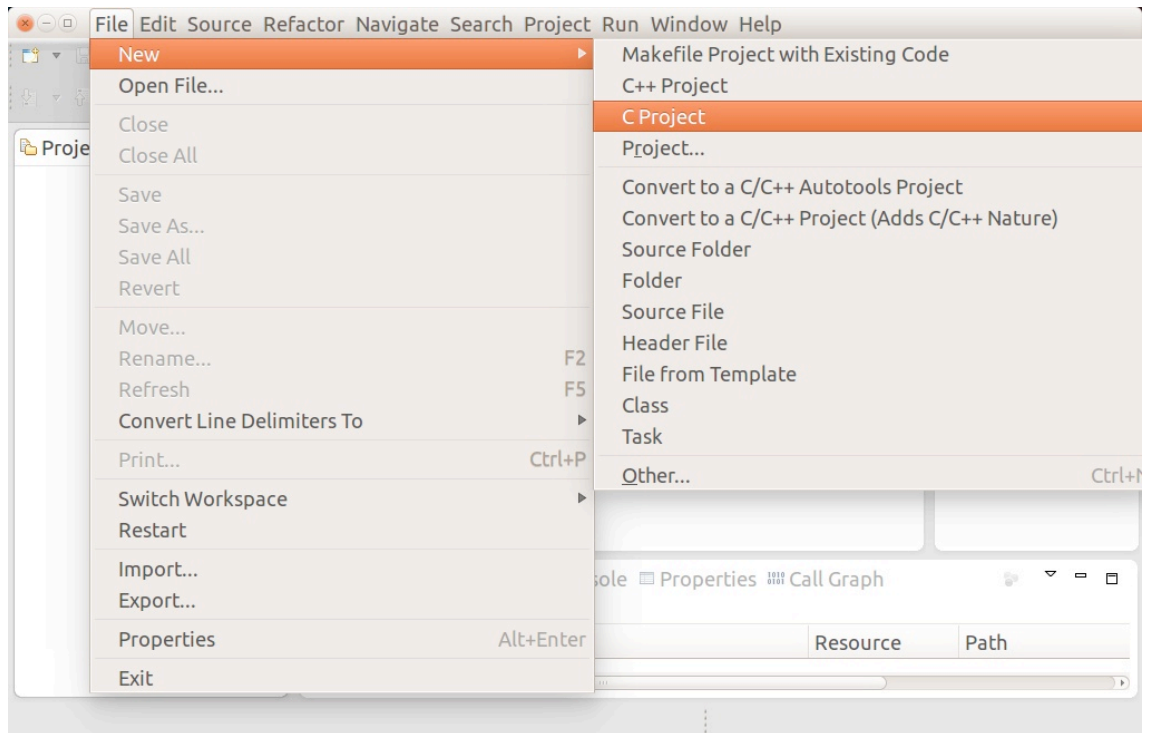 File Edit Source Refactor Navigate Search Project Run Window Help
New
Open File...
Close
Close All
Save
Save As...
Save All
Revert
Move...
Rename... F2
Refresh F5
Convert Line Delimiters To
Print... Ctrl+P
Switch Workspace
Restart
Import...
Export...
Properties Alt+Enter
Exit
Makefile Project with Existing Code
C++ Project
C Project
Project...
Convert to a C/C++ Autotools Project
Convert to a C/C++ Project (Adds C/C++ Nature)
Source Folder
Folder
Source File
Header File
File from Template
Class
Task
Other... Ctrl+N
Proje
sole Properties Call Graph
Resource Path